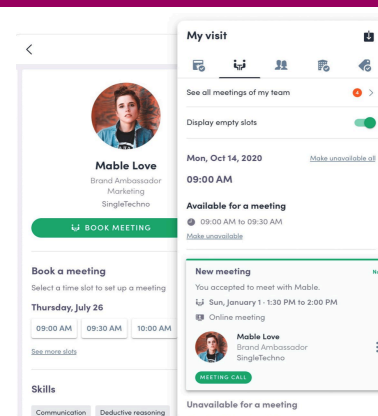 Mable Love
Brand Ambassador
Marketing
SingleTechno
BOOK MEETING
Book a meeting
Select a time slot to set up a meeting
Thursday, July 26
09:00 AM
09:30 AM
10:00 AM
See more slots
Skills
Communication
Deductive reasoning
My visit
See all meetings of my team
4
Display empty slots
Mon, Oct 14, 2020
Make unavailable all
09:00 AM
Available for a meeting
09:00 AM to 09:30 AM
Make unavailable
New meeting
You accepted to meet with Mable.
Sun, January 1 · 1:30 PM to 2:00 PM
Online meeting
Mable Love
Brand Ambassador
SingleTechno
MEETING CALL
Unavailable for a meeting